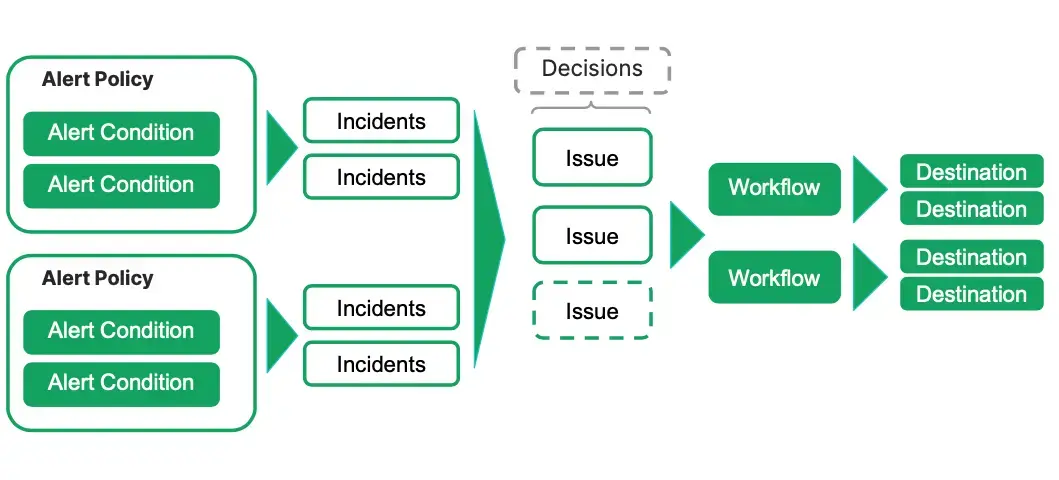 Alert Policy
Alert Condition
Alert Condition
Alert Policy
Alert Condition
Alert Condition
Incidents
Incidents
Incidents
Incidents
Decisions
Issue
Issue
Issue
Workflow
Workflow
Destination
Destination
Destination
Destination